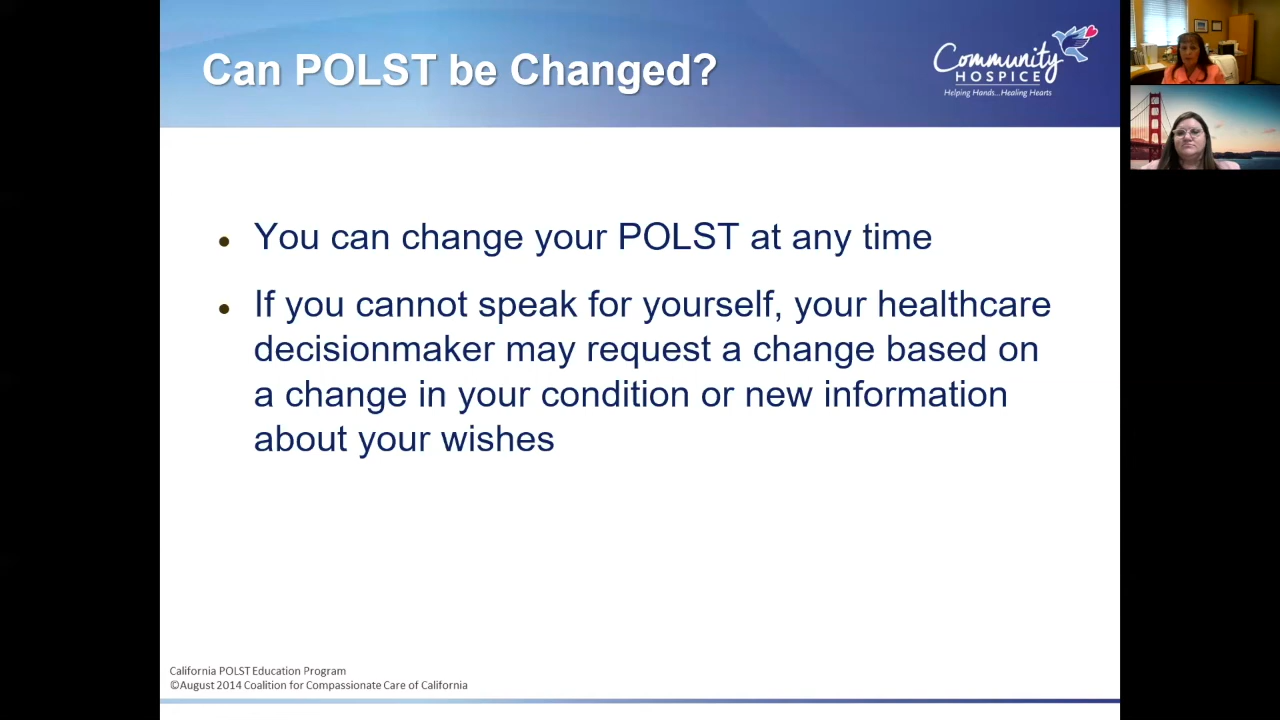 Can POLST be Changed?
Community
HOSPICE
Helping Hands...Healing Hearts
• You can change your POLST at any time
• If you cannot speak for yourself, your healthcare
decisionmaker may request a change based on
a change in your condition or new information
about your wishes
California POLST Education Program
©August 2014 Coalition for Compassionate Care of California